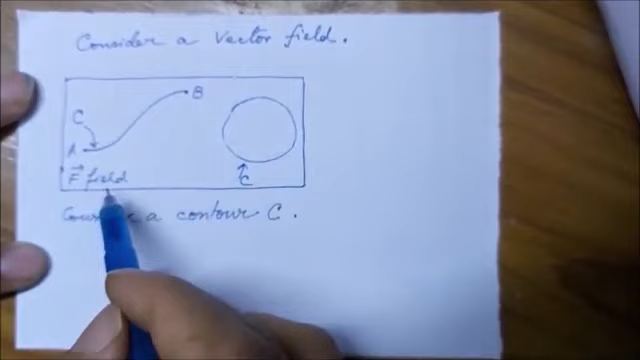 Consider a vector field.
B
C
A
F field
C
a contour C.